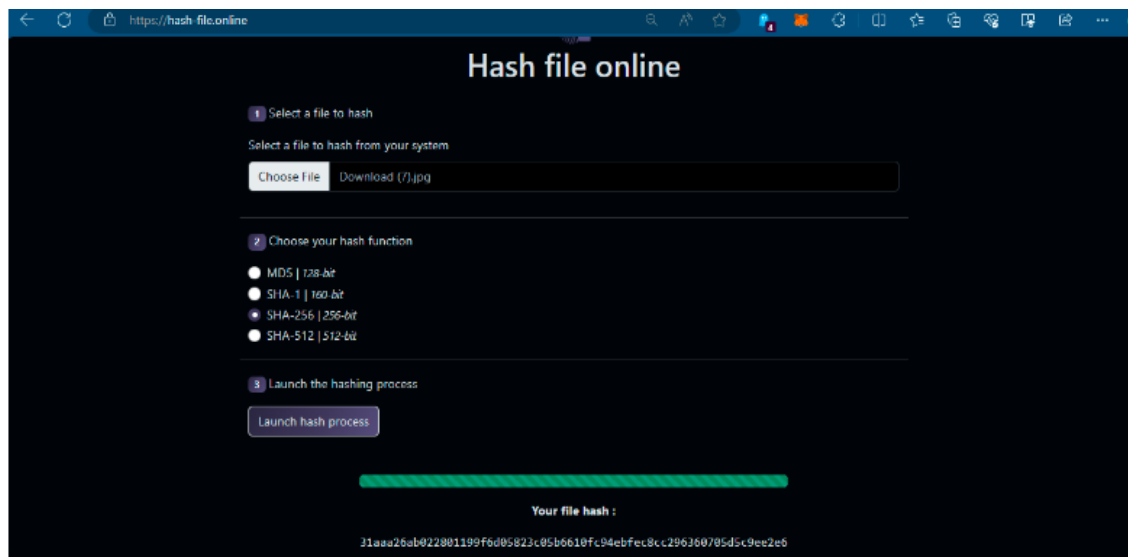 https://hash-file.online
4
Hash file online
1 Select a file to hash
Select a file to hash from your system
Choose File Download (7).jpg
2 Choose your hash function
MD5 | 128-bit
SHA-1 | 160-bit
SHA-256 | 256-bit
SHA-512 | 512-bit
3 Launch the hashing process
Launch hash process
Your file hash :
31aaa26ab022801199f6d05823c05b6610fc94ebfec8cc296360705d5c9ee2e6